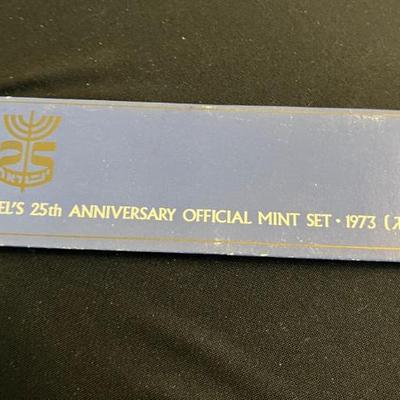 25
EL'S 25th ANNIVERSARY OFFICIAL MINT SET • 1973 (